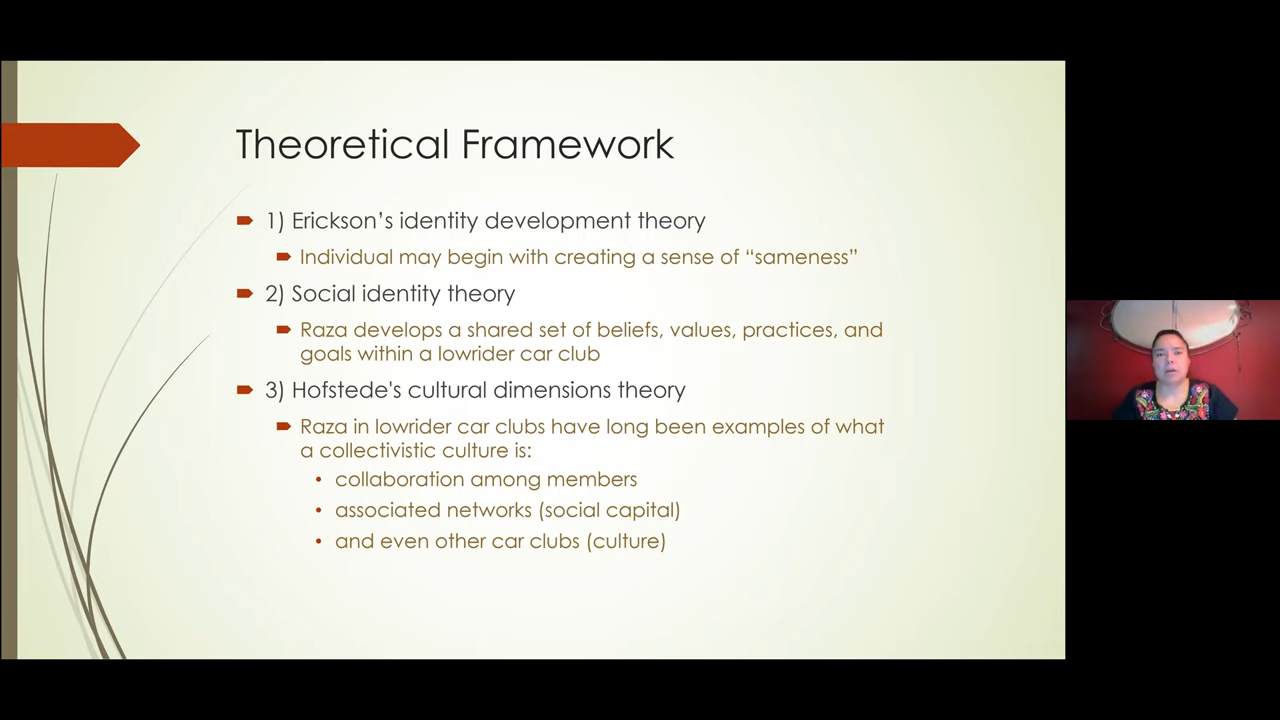 Theoretical Framework
1) Erickson’s identity development theory
Individual may begin with creating a sense of “sameness”
2) Social identity theory
Raza develops a shared set of beliefs, values, practices, and
goals within a lowrider car club
3) Hofstede's cultural dimensions theory
Raza in lowrider car clubs have long been examples of what
a collectivistic culture is:
• collaboration among members
• associated networks (social capital)
• and even other car clubs (culture)